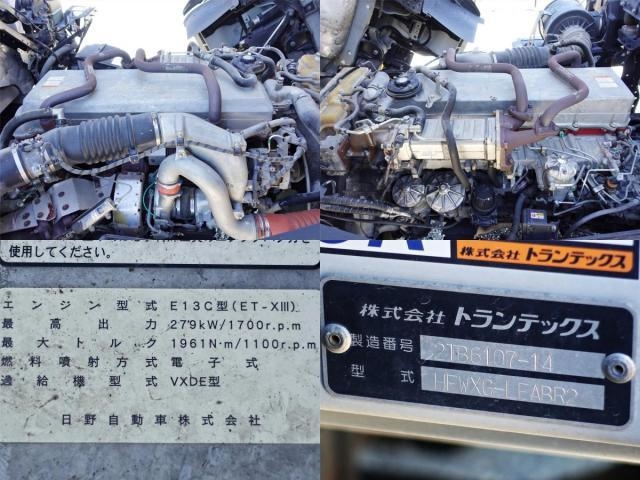 使用してください。
エンジン型式 E13C型(ET-XIII)
最高出力 279kW/1700r.p.m
最大トルク 1961N·m/1100r.p.m
燃料噴射方式 電子式
過給機型式 VXDE型
日野自動車株式会社
株式会社 トランテックス
株式会社 トランテックス
製造番号 2TB6107-14
型式 HFWXG-LFABR2